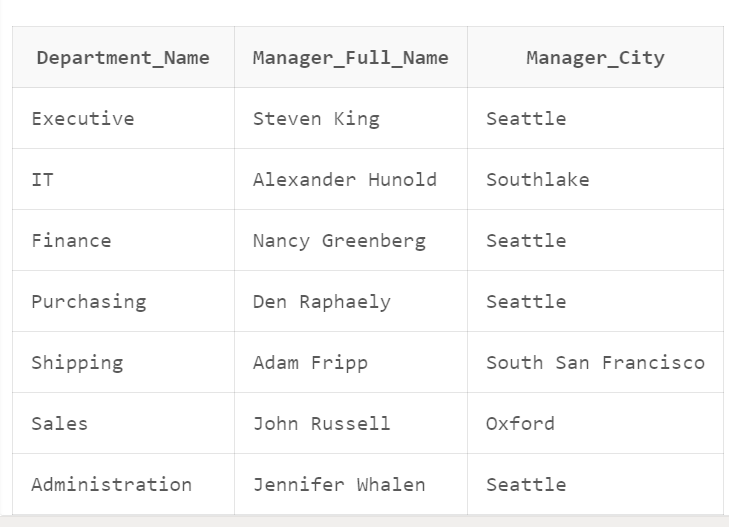 Department_Name Manager_Full_Name Manager_City
Executive Steven King Seattle
IT Alexander Hunold Southlake
Finance Nancy Greenberg Seattle
Purchasing Den Raphaely Seattle
Shipping Adam Fripp South San Francisco
Sales John Russell Oxford
Administration Jennifer Whalen Seattle